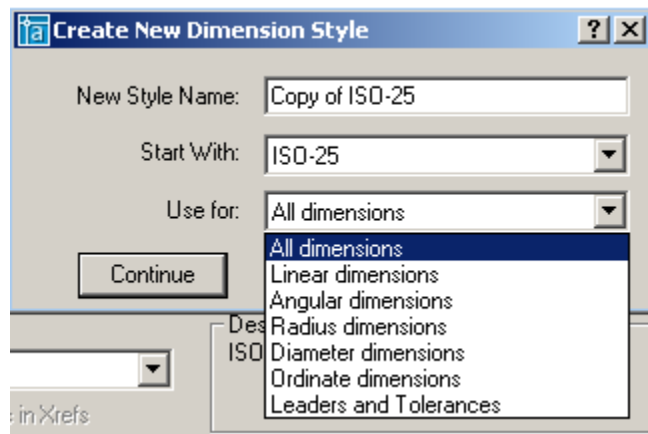 Create New Dimension Style
New Style Name: Copy of ISO-25
Start With: ISO-25
Use for: All dimensions
All dimensions
Continue Linear dimensions
Angular dimensions
Radius dimensions
Diameter dimensions
Ordinate dimensions
Leaders and Tolerances
in Xrefs